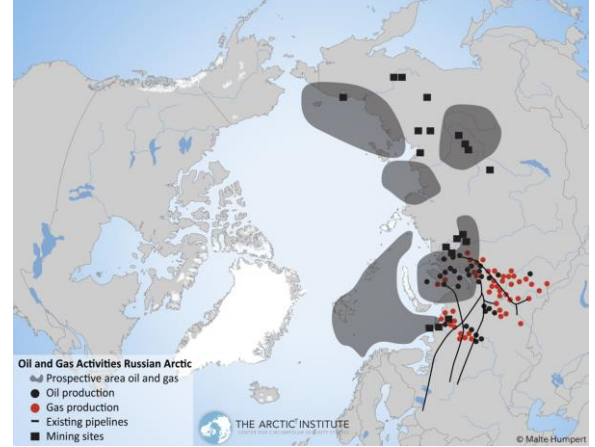 Oil and Gas Activities Russian Arctic
Prospective area oil and gas
Oil production
Gas production
Existing pipelines
Mining sites
THE ARCTIC INSTITUTE
© Malte Humpert